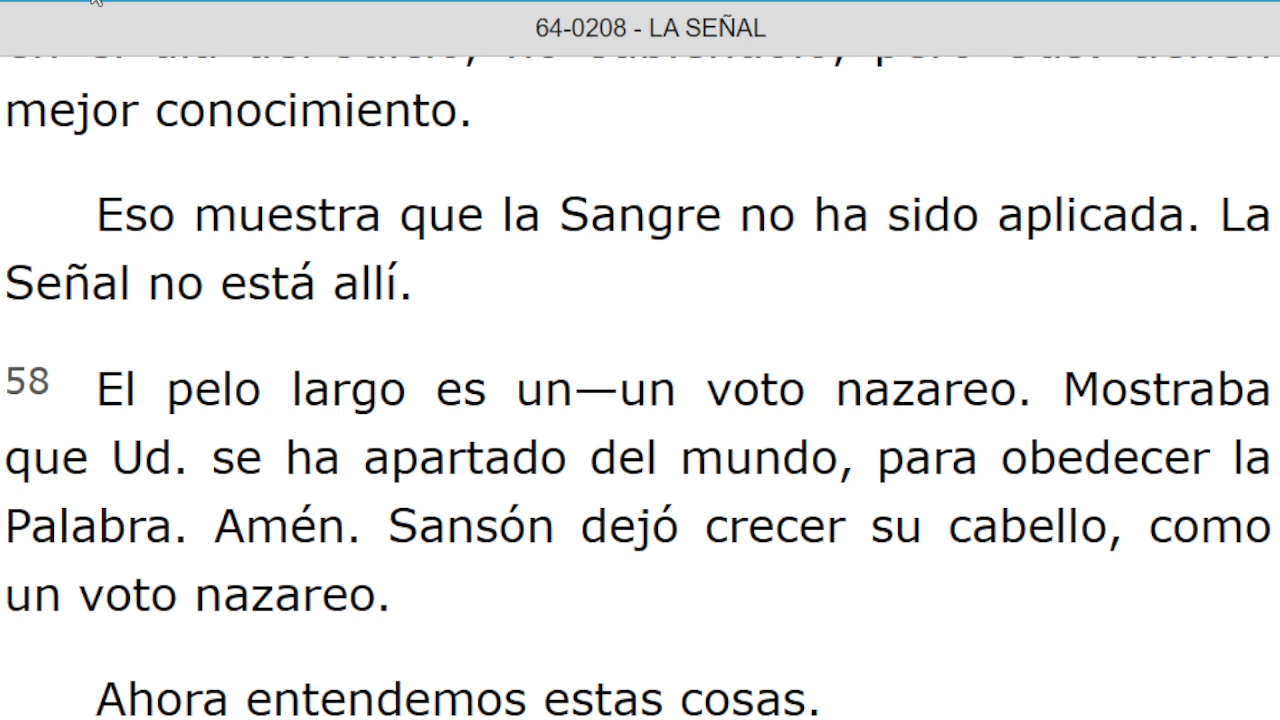 64-0208 - LA SEÑAL
mejor conocimiento.
Eso muestra que la Sangre no ha sido aplicada. La
Señal no está allí.
58 El pelo largo es un—un voto nazareo. Mostraba
que Ud. se ha apartado del mundo, para obedecer la
Palabra. Amén. Sansón dejó crecer su cabello, como
un voto nazareo.
Ahora entendemos estas cosas.